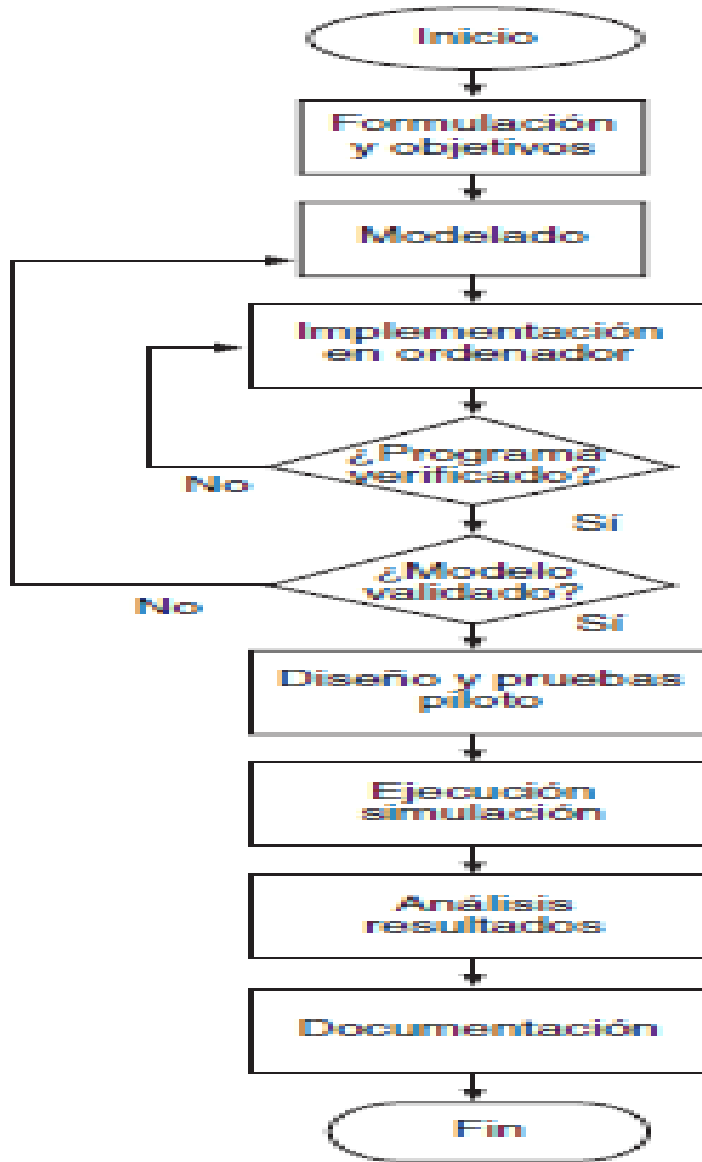 Inicio
Formulación
y objetivos
Modelado
Implementación
en ordenador
¿Programa
verificado?
No
Sí
¿Modelo
validado?
No
Sí
Diseño y pruebas
piloto
Ejecución
simulación
Análisis
resultados
Documentación
Fin